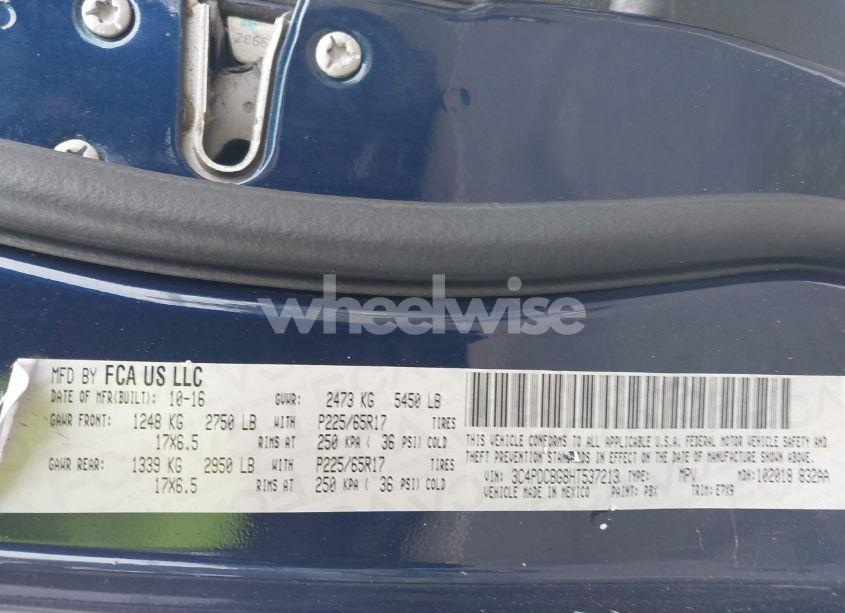 2866
wheelwise
MFD BY FCA US LLC
DATE OF MFR(BUILT): 10-16 GVWR: 2473 KG 5450 LB
GAWR FRONT: 1248 KG 2750 LB WITH P225/65R17 TIRES
17X6.5 RIMS AT 250 KPA ( 36 PSI) COLD
GAWR REAR: 1339 KG 2950 LB WITH P225/65R17 TIRES
17X6.5 RIMS AT 250 KPA ( 36 PSI) COLD
THIS VEHICLE CONFORMS TO ALL APPLICABLE U.S.A. FEDERAL MOTOR VEHICLE SAFETY AND
THEFT PREVENTION STANDARDS IN EFFECT ON THE DATE OF MANUFACTURE SHOWN ABOVE.
VIN: 3C4PDCBG8HT537213 TYPE: MPV MDH: 102018 832AA
VEHICLE MADE IN MEXICO PAINT: PBX TRIM: E7X9